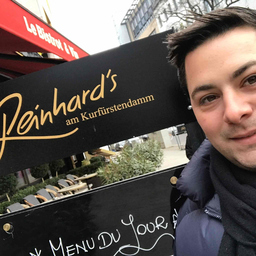 Le Bistrot à
Reinhard's
am Kurfürstendamm
MENU DU JOUR